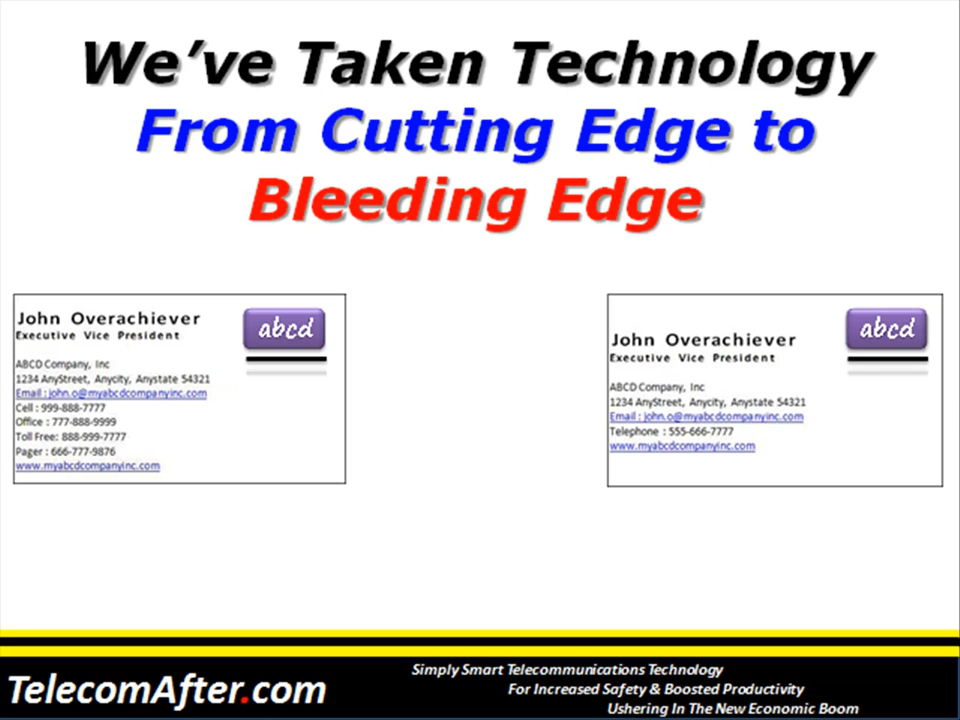 We've Taken Technology
From Cutting Edge to
Bleeding Edge
John Overachiever
Executive Vice President
abcd
ABCD Company, Inc
1234 AnyStreet, Anycity, Anystate 54321
Email : john.o@myabcdcompanyinc.com
Cell : 999-888-7777
Office : 777-888-9999
Toll Free: 888-999-7777
Pager : 666-777-9876
www.myabcdcompanyinc.com
John Overachiever
Executive Vice President
abcd
ABCD Company, Inc
1234 AnyStreet, Anycity, Anystate 54321
Email : john.o@myabcdcompanyinc.com
Telephone : 555-666-7777
www.myabcdcompanyinc.com
TelecomAfter.com
Simply Smart Telecommunications Technology
For Increased Safety & Boosted Productivity
Ushering In The New Economic Boom